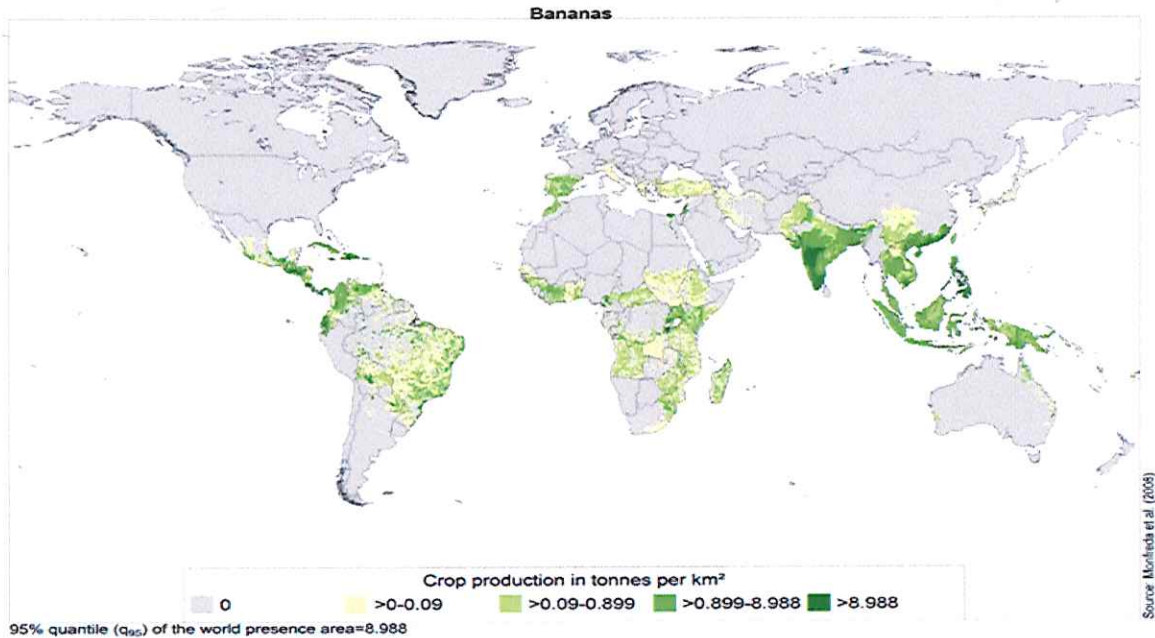 Bananas
Crop production in tonnes per km²
0
>0-0.09
>0.09-0.899
>0.899-8.988
>8.988
95% quantile (q₉₅) of the world presence area=8.988
Source: Monfreda et al. (2008)